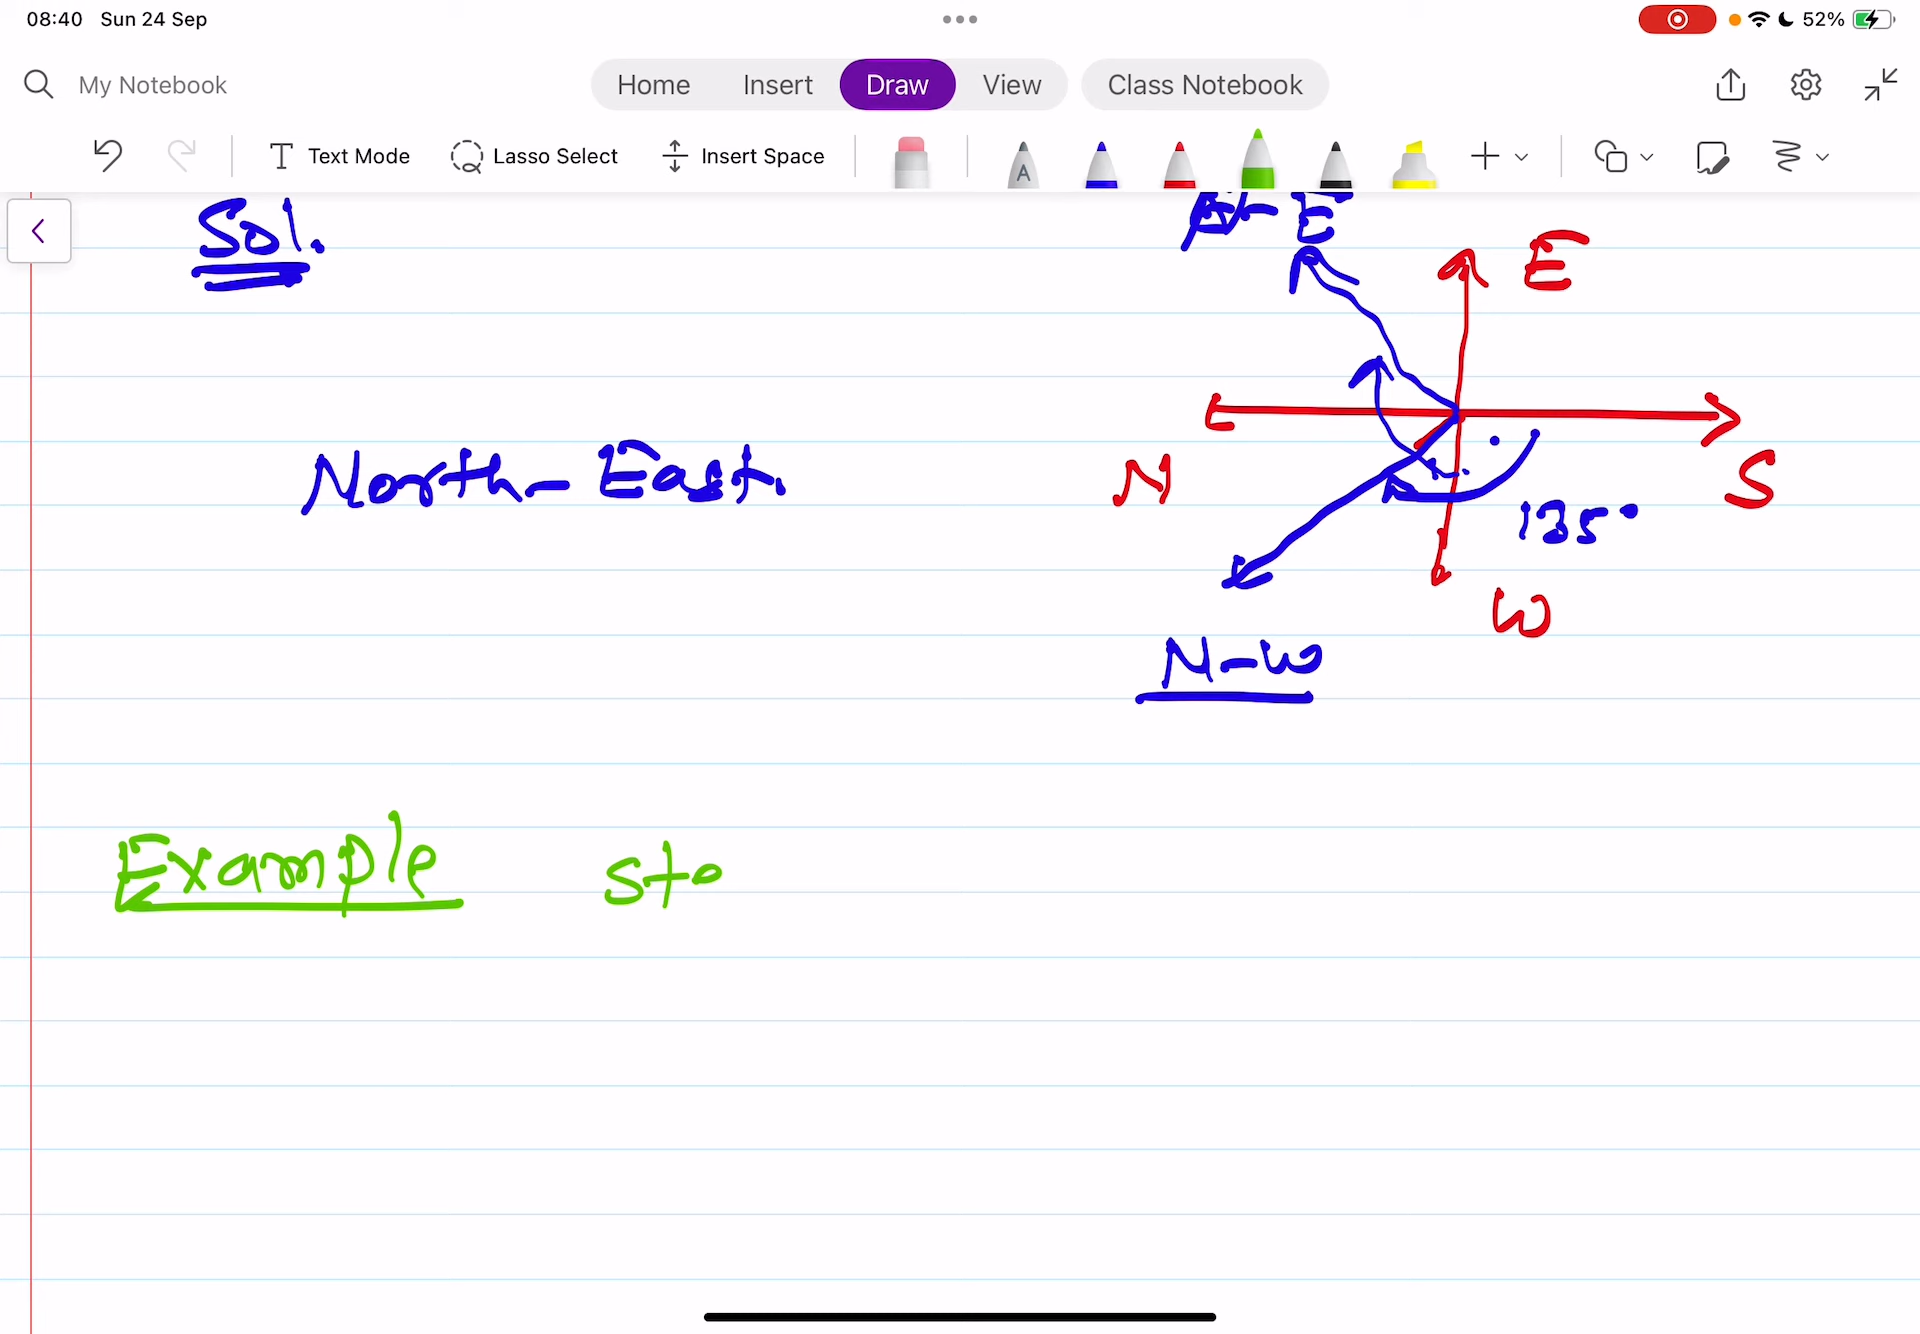 08:40 Sun 24 Sep 52%
My Notebook Home Insert Draw View Class Notebook
Text Mode Lasso Select Insert Space A
Sol.
E
E
North-East.
N
S
135°
W
N-W
Example